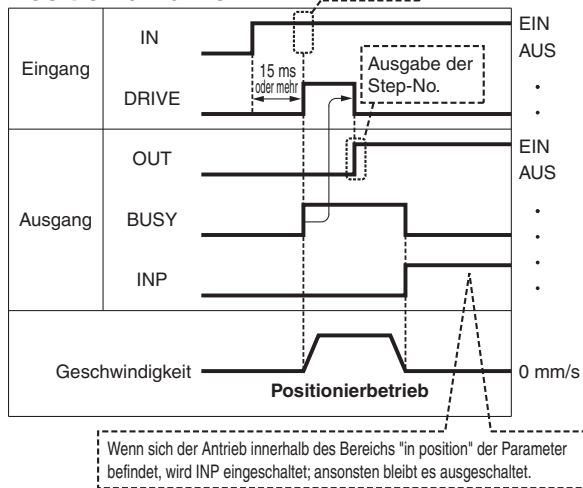 IN
EIN
AUS
Eingang
15 ms
oder mehr
Ausgabe der
Step-No.
DRIVE
OUT
EIN
AUS
Ausgang
BUSY
INP
Geschwindigkeit
0 mm/s
Positionierbetrieb
Wenn sich der Antrieb innerhalb des Bereichs "in position" der Parameter
befindet, wird INP eingeschaltet; ansonsten bleibt es ausgeschaltet.